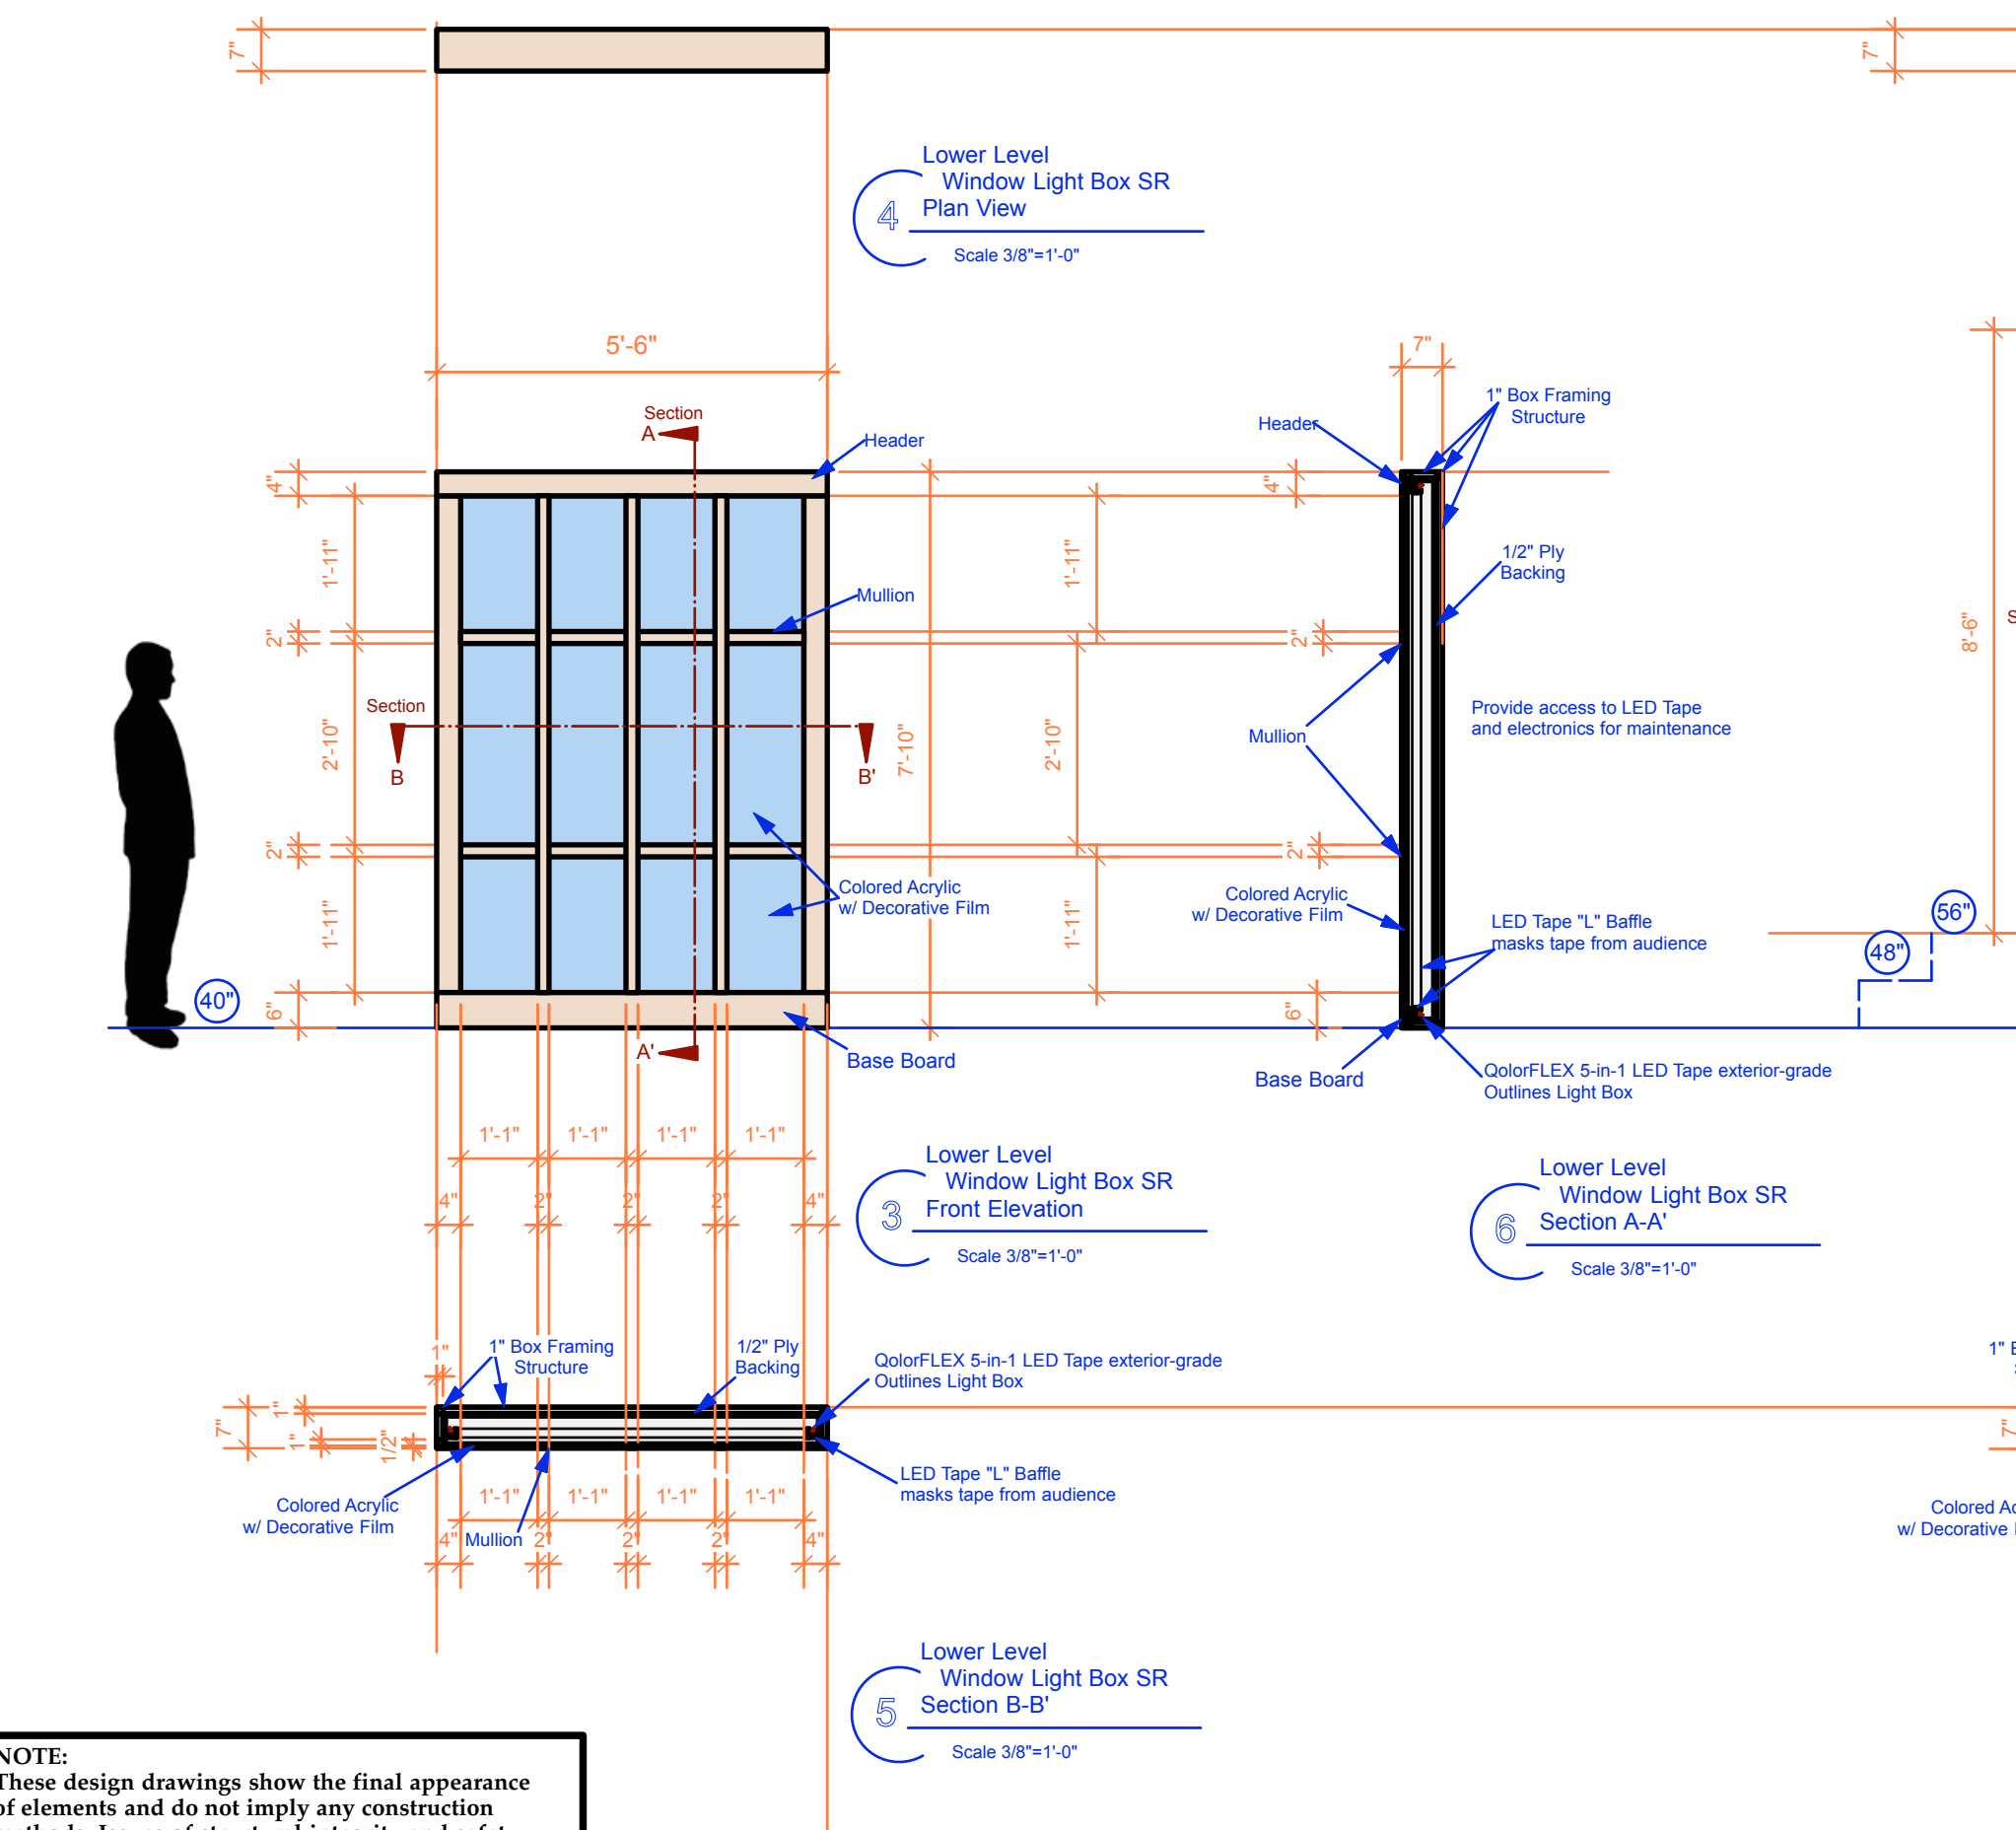 7"
7"
Lower Level
Window Light Box SR
4
Plan View
Scale 3/8"=1'-0"
5'-6"
7"
Section
A
Header
Header
1" Box Framing
Structure
4"
4"
1'-11"
1'-11"
1/2" Ply
Backing
Mullion
2"
2"
8'-6"
Section
B
B'
2'-10"
7'-10"
2'-10"
Mullion
Provide access to LED Tape
and electronics for maintenance
2"
2"
Colored Acrylic
w/ Decorative Film
Colored Acrylic
w/ Decorative Film
1'-11"
1'-11"
LED Tape "L" Baffle
masks tape from audience
56"
48"
40"
6"
6"
A'
Base Board
Base Board
QolorFLEX 5-in-1 LED Tape exterior-grade
Outlines Light Box
1'-1" 1'-1" 1'-1" 1'-1"
4" 2" 2" 2" 4"
Lower Level
Window Light Box SR
3
Front Elevation
Scale 3/8"=1'-0"
Lower Level
Window Light Box SR
6
Section A-A'
Scale 3/8"=1'-0"
1"
1" Box Framing
Structure
1/2" Ply
Backing
QolorFLEX 5-in-1 LED Tape exterior-grade
Outlines Light Box
7"
1"
1"
1/2"
7"
Colored Acrylic
w/ Decorative Film
Mullion
LED Tape "L" Baffle
masks tape from audience
1'-1" 1'-1" 1'-1" 1'-1"
4" 2" 2" 2" 4"
1"
Colored
w/ Decorative
Lower Level
Window Light Box SR
5
Section B-B'
Scale 3/8"=1'-0"
NOTE:
These design drawings show the final appearance
of elements and do not imply any construction